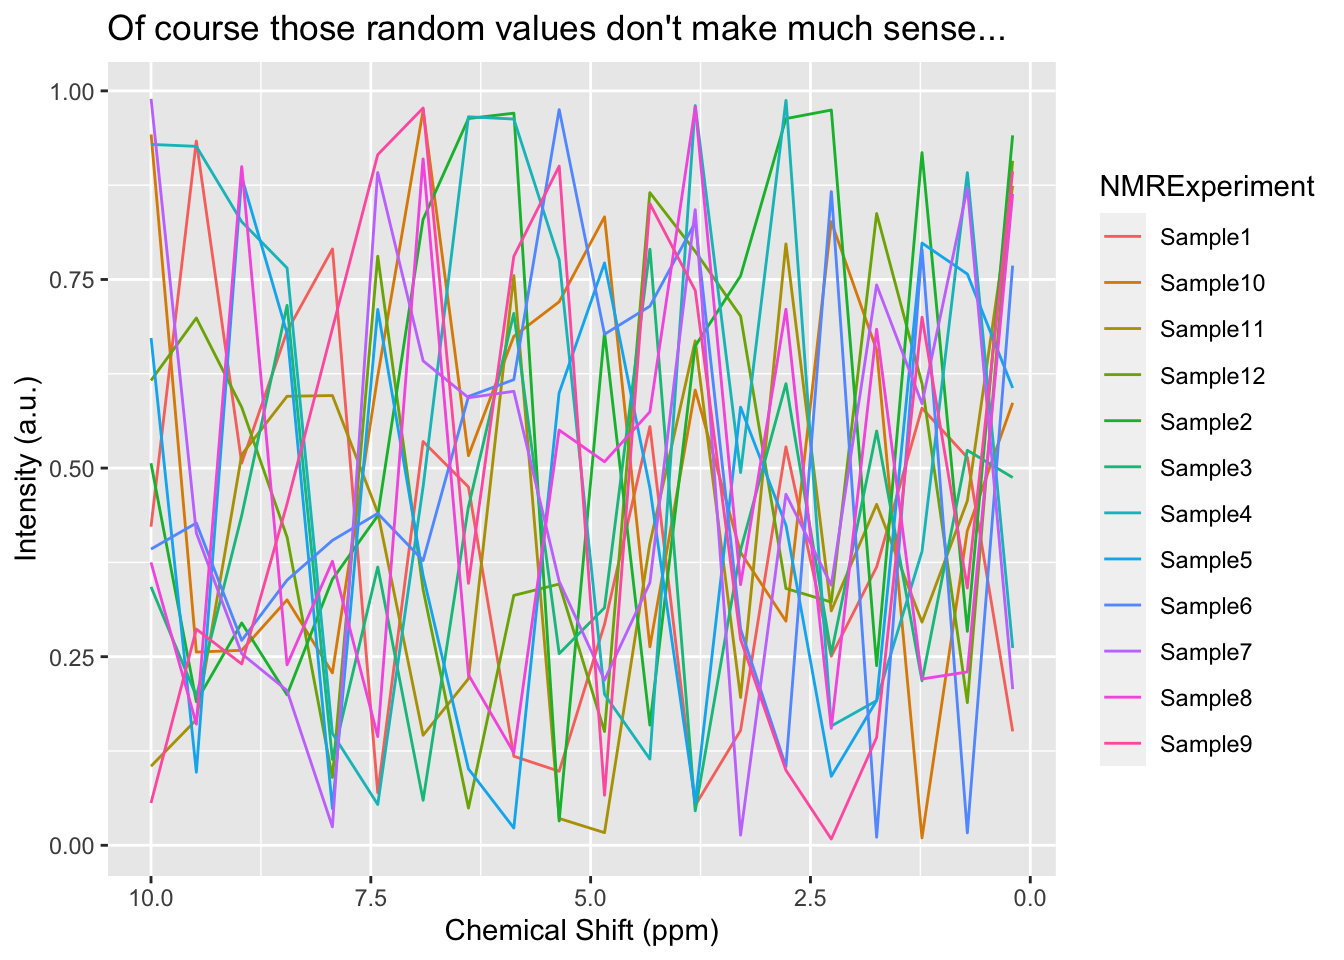 Of course those random values don't make much sense...
Intensity (a.u.)
1.00
0.75
0.50
0.25
0.00
10.0
7.5
5.0
2.5
0.0
Chemical Shift (ppm)
NMRExperiment
Sample1
Sample10
Sample11
Sample12
Sample2
Sample3
Sample4
Sample5
Sample6
Sample7
Sample8
Sample9